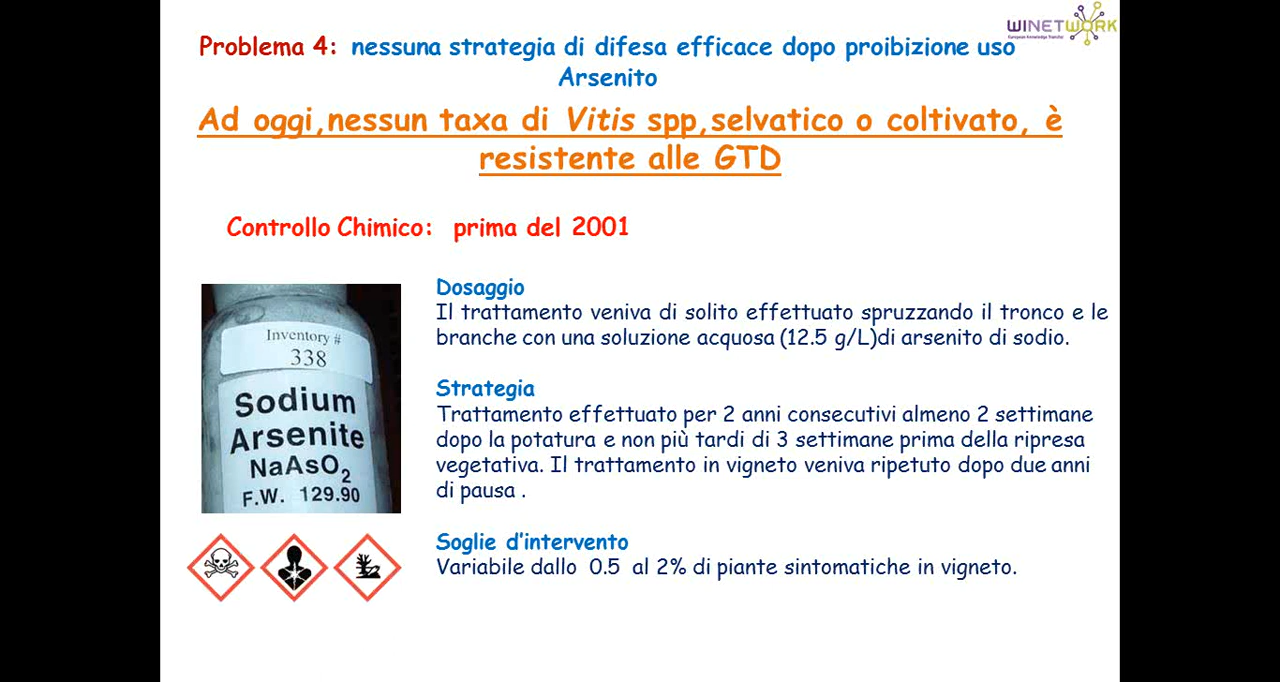 WINETWORK
Problema 4: nessuna strategia di difesa efficace dopo proibizione uso
Arsenito
Ad oggi,nessun taxa di Vitis spp,selvatico o coltivato, è
resistente alle GTD
Controllo Chimico: prima del 2001
Inventory #
338
Sodium
Arsenite
NaAsO2
F.W. 129.90
Dosaggio
Il trattamento veniva di solito effettuato spruzzando il tronco e le
branche con una soluzione acquosa (12.5 g/L)di arsenito di sodio.
Strategia
Trattamento effettuato per 2 anni consecutivi almeno 2 settimane
dopo la potatura e non più tardi di 3 settimane prima della ripresa
vegetativa. Il trattamento in vigneto veniva ripetuto dopo due anni
di pausa .
Soglie d'intervento
Variabile dallo 0.5 al 2% di piante sintomatiche in vigneto.